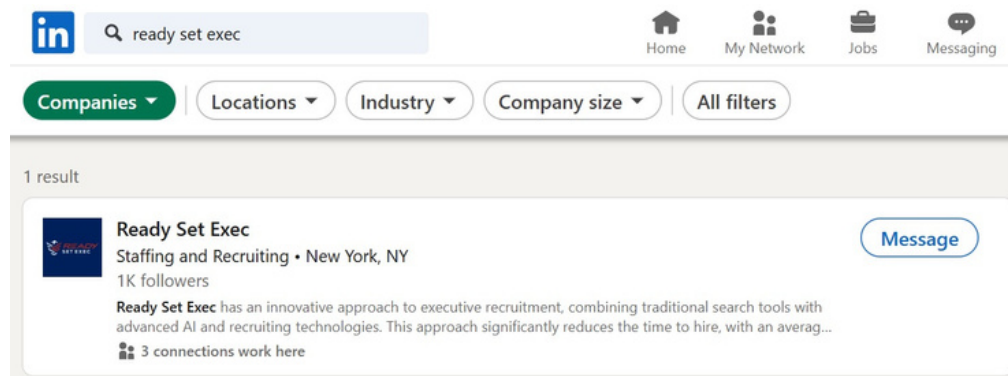 in
ready set exec
Home
My Network
Jobs
Messaging
Companies
Locations
Industry
Company size
All filters
1 result
READY
SET EXEC
Ready Set Exec
Message
Staffing and Recruiting • New York, NY
1K followers
Ready Set Exec has an innovative approach to executive recruitment, combining traditional search tools with
advanced AI and recruiting technologies. This approach significantly reduces the time to hire, with an averag...
3 connections work here